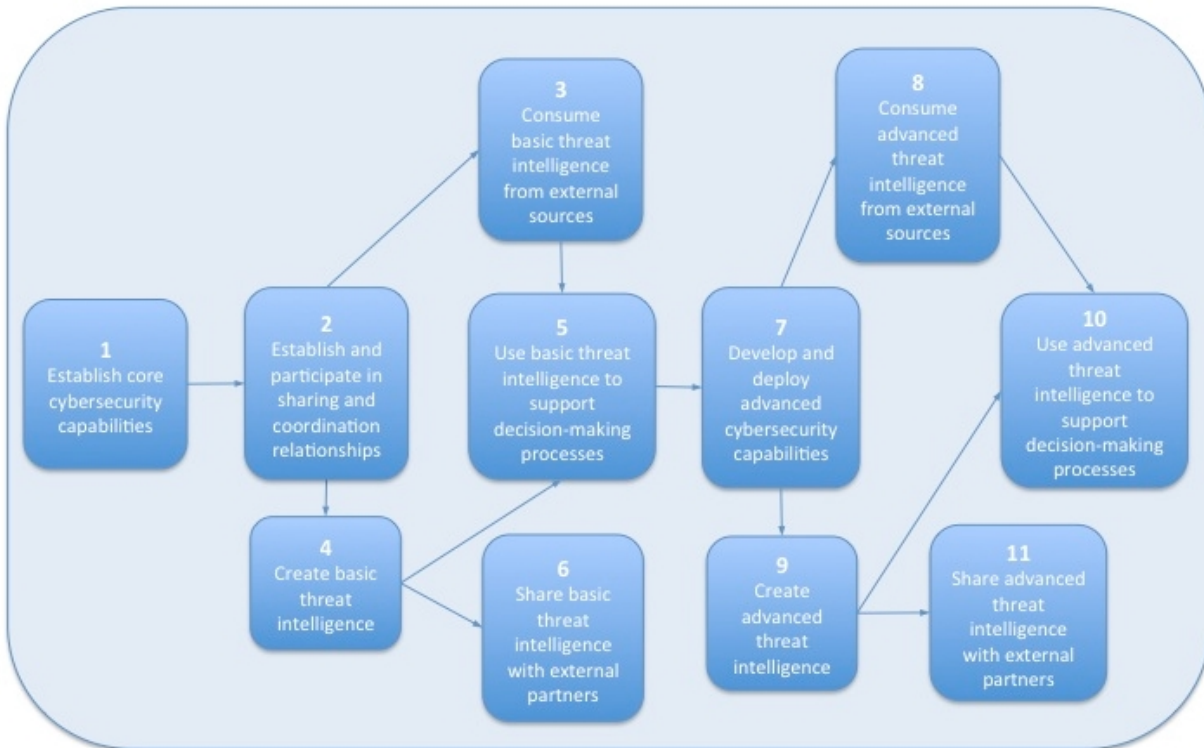 1
Establish core
cybersecurity
capabilities
2
Establish and
participate in
sharing and
coordination
relationships
3
Consume
basic threat
intelligence
from external
sources
4
Create basic
threat
intelligence
5
Use basic threat
intelligence to
support
decision-making
processes
6
Share basic
threat
intelligence
with external
partners
7
Develop and
deploy
advanced
cybersecurity
capabilities
8
Consume
advanced
threat
intelligence
from external
sources
9
Create
advanced
threat
intelligence
10
Use advanced
threat
intelligence to
support
decision-making
processes
11
Share advanced
threat
intelligence
with external
partners